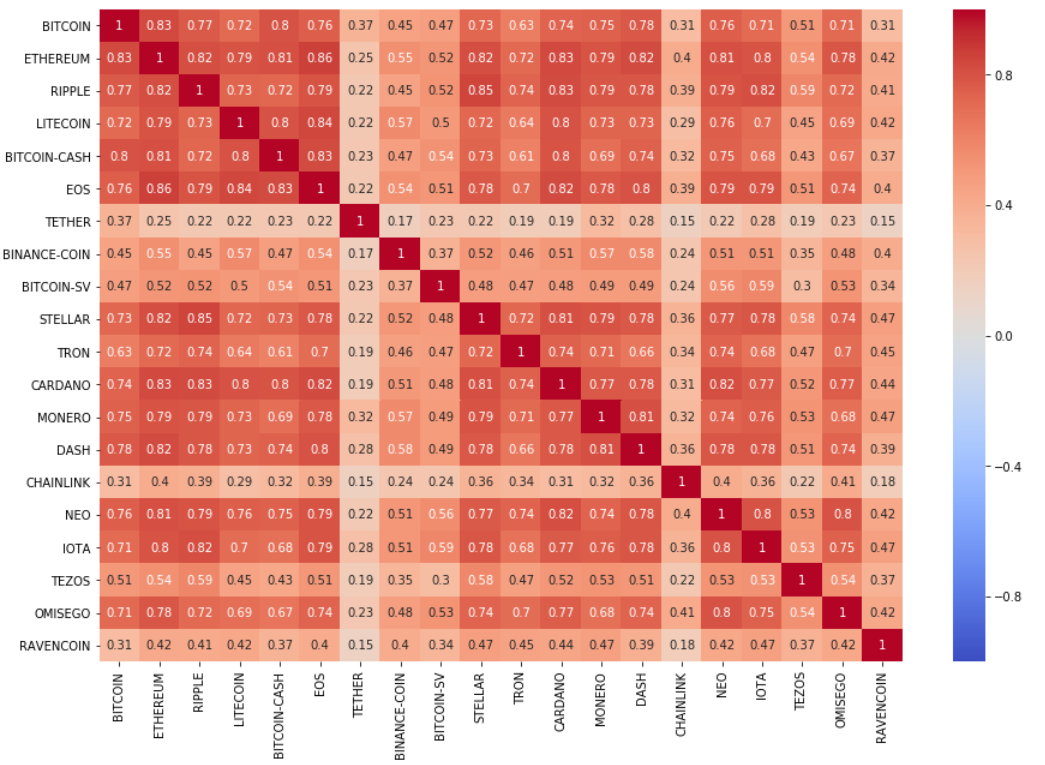 BITCOIN 1 0.83 0.77 0.72 0.8 0.76 0.37 0.45 0.47 0.73 0.63 0.74 0.75 0.78 0.31 0.76 0.71 0.51 0.71 0.31
ETHEREUM 0.83 1 0.82 0.79 0.81 0.86 0.25 0.55 0.52 0.82 0.72 0.83 0.79 0.82 0.4 0.81 0.8 0.54 0.78 0.42
RIPPLE 0.77 0.82 1 0.73 0.72 0.79 0.22 0.45 0.52 0.85 0.74 0.83 0.79 0.78 0.39 0.79 0.82 0.59 0.72 0.41
LITECOIN 0.72 0.79 0.73 1 0.8 0.84 0.22 0.57 0.5 0.72 0.64 0.8 0.73 0.73 0.29 0.76 0.7 0.45 0.69 0.42
BITCOIN-CASH 0.8 0.81 0.72 0.8 1 0.83 0.23 0.47 0.54 0.73 0.61 0.8 0.69 0.74 0.32 0.75 0.68 0.43 0.67 0.37
EOS 0.76 0.86 0.79 0.84 0.83 1 0.22 0.54 0.51 0.78 0.7 0.82 0.78 0.8 0.39 0.79 0.79 0.51 0.74 0.4
TETHER 0.37 0.25 0.22 0.22 0.23 0.22 1 0.17 0.23 0.22 0.19 0.19 0.32 0.28 0.15 0.22 0.28 0.19 0.23 0.15
BINANCE-COIN 0.45 0.55 0.45 0.57 0.47 0.54 0.17 1 0.37 0.52 0.46 0.51 0.57 0.58 0.24 0.51 0.51 0.35 0.48 0.4
BITCOIN-SV 0.47 0.52 0.52 0.5 0.54 0.51 0.23 0.37 1 0.48 0.47 0.48 0.49 0.49 0.24 0.56 0.59 0.3 0.53 0.34
STELLAR 0.73 0.82 0.85 0.72 0.73 0.78 0.22 0.52 0.48 1 0.72 0.81 0.79 0.78 0.36 0.77 0.78 0.58 0.74 0.47
TRON 0.63 0.72 0.74 0.64 0.61 0.7 0.19 0.46 0.47 0.72 1 0.74 0.71 0.66 0.34 0.74 0.68 0.47 0.7 0.45
CARDANO 0.74 0.83 0.83 0.8 0.8 0.82 0.19 0.51 0.48 0.81 0.74 1 0.77 0.78 0.31 0.82 0.77 0.52 0.77 0.44
MONERO 0.75 0.79 0.79 0.73 0.69 0.78 0.32 0.57 0.49 0.79 0.71 0.77 1 0.81 0.32 0.74 0.76 0.53 0.68 0.47
DASH 0.78 0.82 0.78 0.73 0.74 0.8 0.28 0.58 0.49 0.78 0.66 0.78 0.81 1 0.36 0.78 0.78 0.51 0.74 0.39
CHAINLINK 0.31 0.4 0.39 0.29 0.32 0.39 0.15 0.24 0.24 0.36 0.34 0.31 0.32 0.36 1 0.4 0.36 0.22 0.41 0.18
NEO 0.76 0.81 0.79 0.76 0.75 0.79 0.22 0.51 0.56 0.77 0.74 0.82 0.74 0.78 0.4 1 0.8 0.53 0.8 0.42
IOTA 0.71 0.8 0.82 0.7 0.68 0.79 0.28 0.51 0.59 0.78 0.68 0.77 0.76 0.78 0.36 0.8 1 0.53 0.75 0.47
TEZOS 0.51 0.54 0.59 0.45 0.43 0.51 0.19 0.35 0.3 0.58 0.47 0.52 0.53 0.51 0.22 0.53 0.53 1 0.54 0.37
OMISEGO 0.71 0.78 0.72 0.69 0.67 0.74 0.23 0.48 0.53 0.74 0.7 0.77 0.68 0.74 0.41 0.8 0.75 0.54 1 0.42
RAVENCOIN 0.31 0.42 0.41 0.42 0.37 0.4 0.15 0.4 0.34 0.47 0.45 0.44 0.47 0.39 0.18 0.42 0.47 0.37 0.42 1
BITCOIN
ETHEREUM
RIPPLE
LITECOIN
BITCOIN-CASH
EOS
TETHER
BINANCE-COIN
BITCOIN-SV
STELLAR
TRON
CARDANO
MONERO
DASH
CHAINLINK
NEO
IOTA
TEZOS
OMISEGO
RAVENCOIN
0.8
0.4
0.0
−0.4
−0.8